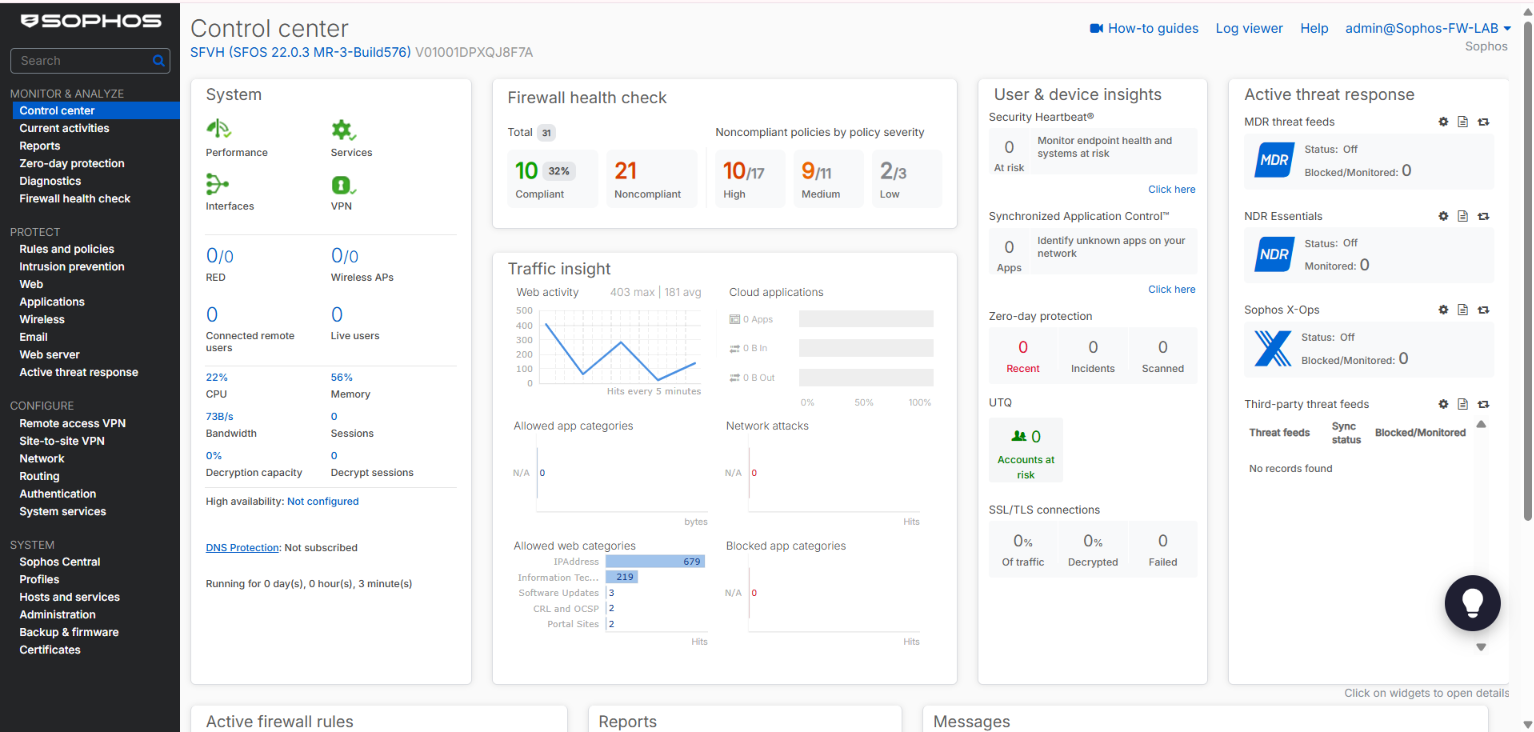 SOPHOS
Search
MONITOR & ANALYZE
Control center
Current activities
Reports
Zero-day protection
Diagnostics
Firewall health check
PROTECT
Rules and policies
Intrusion prevention
Web
Applications
Wireless
Email
Web server
Active threat response
CONFIGURE
Remote access VPN
Site-to-site VPN
Network
Routing
Authentication
System services
SYSTEM
Sophos Central
Profiles
Hosts and services
Administration
Backup & firmware
Certificates
Control center
SFVH (SFOS 22.0.3 MR-3-Build576) V01001DPXQJ8F7A
How-to guides Log viewer Help admin@Sophos-FW-LAB
Sophos
System
Performance Services
Interfaces VPN
0/0 0/0
RED Wireless APs
0 0
Connected remote users Live users
22% 56%
CPU Memory
73B/s 0
Bandwidth Sessions
0% 0
Decryption capacity Decrypt sessions
High availability: Not configured
DNS Protection: Not subscribed
Running for 0 day(s), 0 hour(s), 3 minute(s)
Firewall health check
Total 31 Noncompliant policies by policy severity
10 32% 21 10/17 9/11 2/3
Compliant Noncompliant High Medium Low
Traffic insight
Web activity 403 max | 181 avg
500
400
300
200
100
0
Hits every 5 minutes
Cloud applications
0 Apps
0 B In
0 B Out
0% 50% 100%
Allowed app categories
N/A 0
bytes
Network attacks
N/A 0
Hits
Allowed web categories
IPAddress 679
Information Tec... 219
Software Updates 3
CRL and OCSP 2
Portal Sites 2
Hits
Blocked app categories
N/A 0
Hits
User & device insights
Security Heartbeat®
0 Monitor endpoint health and
At risk systems at risk
Click here
Synchronized Application Control™
0 Identify unknown apps on your
Apps network
Click here
Zero-day protection
0 0 0
Recent Incidents Scanned
UTQ
0
Accounts at
risk
SSL/TLS connections
0% 0% 0
Of traffic Decrypted Failed
Active threat response
MDR threat feeds
MDR
Status: Off
Blocked/Monitored: 0
NDR Essentials
NDR
Status: Off
Monitored: 0
Sophos X-Ops
X
Status: Off
Blocked/Monitored: 0
Third-party threat feeds
Threat feeds Sync status Blocked/Monitored
No records found
Click on widgets to open details
Active firewall rules
Reports
Messages